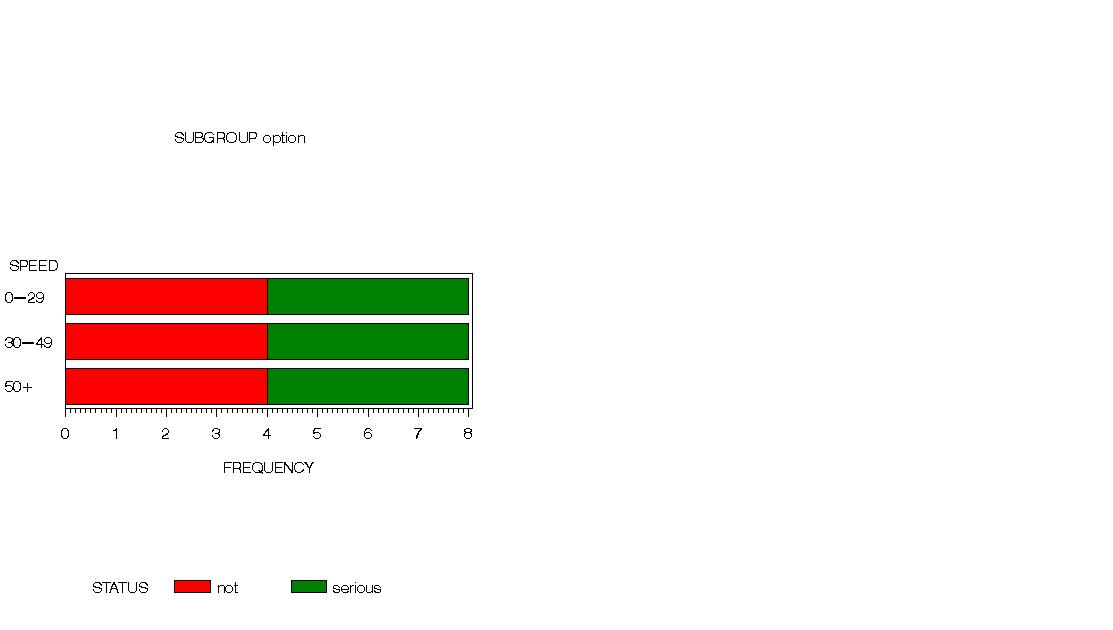 SUBGROUP option
SPEED
0–29
30–49
50+
0 1 2 3 4 5 6 7 8
FREQUENCY
STATUS not serious